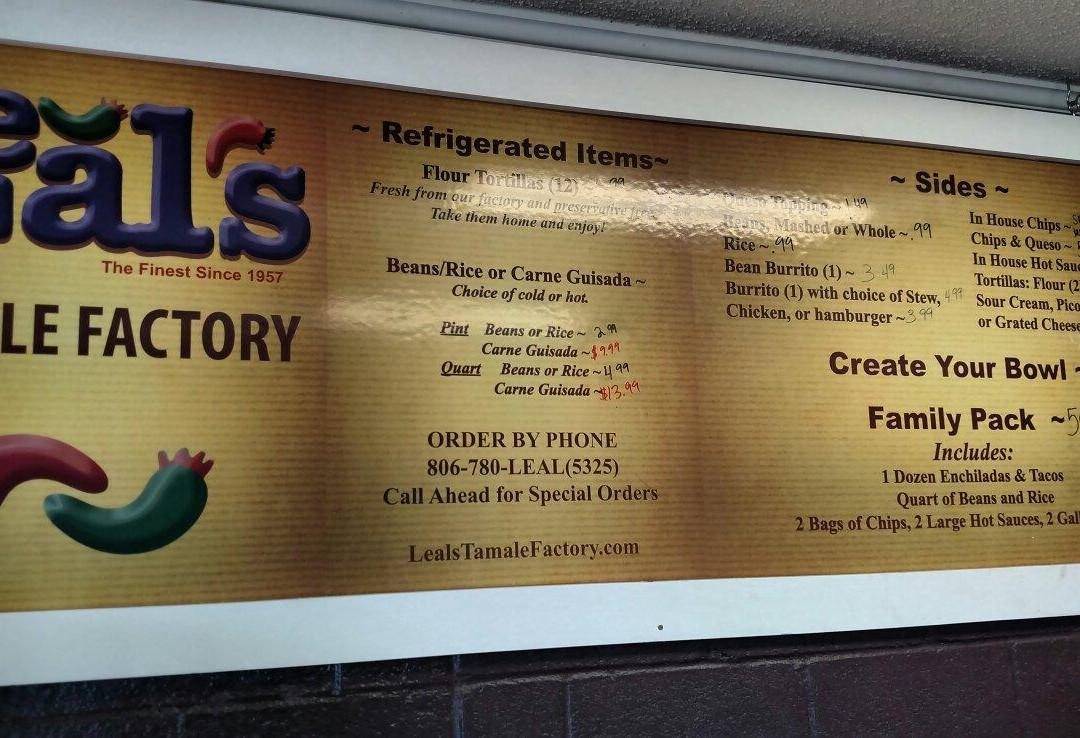 eal's
The Finest Since 1957
LE FACTORY
~ Refrigerated Items~
Flour Tortillas (12) ~ .99
Fresh from our factory and preservative
Take them home and enjoy!
Beans/Rice or Carne Guisada ~
Choice of cold or hot.
Pint Beans or Rice ~ 2.99
Carne Guisada ~$9.99
Quart Beans or Rice ~4.99
Carne Guisada ~$13.99
ORDER BY PHONE
806-780-LEAL(5325)
Call Ahead for Special Orders
LealsTamaleFactory.com
~ Sides ~
Topping ~ 1.49
Beans, Mashed or Whole ~ .99
Rice ~ .99
Bean Burrito (1) ~ 3.49
Burrito (1) with choice of Stew, 4.99
Chicken, or hamburger ~3.99
In House Chips ~
Chips & Queso ~
In House Hot Sauc
Tortillas: Flour (2
Sour Cream, Pico
or Grated Cheese
Create Your Bowl ~
Family Pack ~5
Includes:
1 Dozen Enchiladas & Tacos
Quart of Beans and Rice
2 Bags of Chips, 2 Large Hot Sauces, 2 Gall